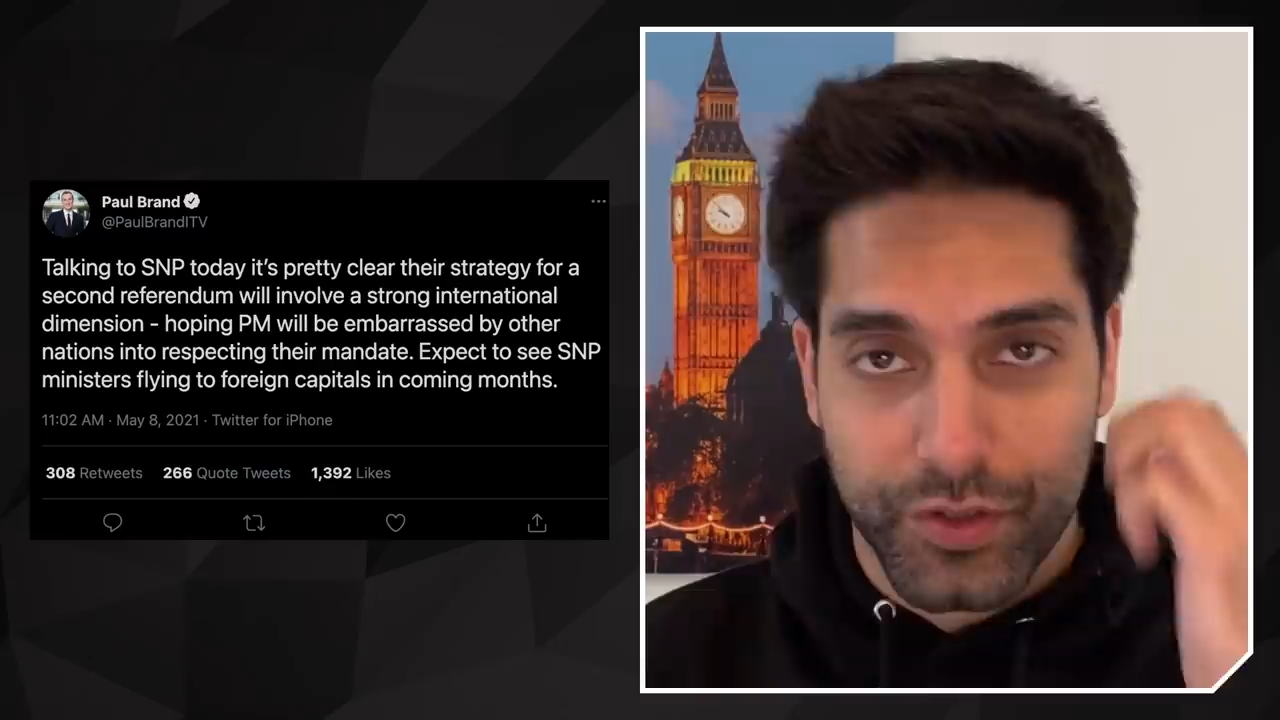 Paul Brand
@PaulBrandITV
Talking to SNP today it's pretty clear their strategy for a
second referendum will involve a strong international
dimension - hoping PM will be embarrassed by other
nations into respecting their mandate. Expect to see SNP
ministers flying to foreign capitals in coming months.
11:02 AM · May 8, 2021 · Twitter for iPhone
308 Retweets 266 Quote Tweets 1,392 Likes